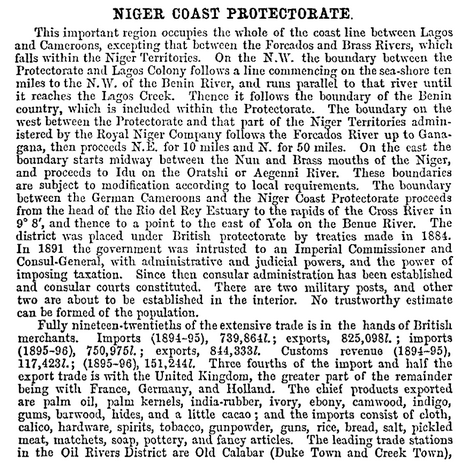 NIGER COAST PROTECTORATE.
This important region occupies the whole of the coast line between Lagos
and Cameroons, excepting that between the Forcados and Brass Rivers, which
falls within the Niger Territories. On the N.W. the boundary between the
Protectorate and Lagos Colony follows a line commencing on the sea-shore ten
miles to the N.W. of the Benin River, and runs parallel to that river until
it reaches the Lagos Creek. Thence it follows the boundary of the Benin
country, which is included within the Protectorate. The boundary on the
west between the Protectorate and that part of the Niger Territories admin-
istered by the Royal Niger Company follows the Forcados River up to Gana-
gana, then proceeds N.E. for 10 miles and N. for 50 miles. On the east the
boundary starts midway between the Nun and Brass mouths of the Niger,
and proceeds to Idu on the Oratshi or Aegenni River. These boundaries
are subject to modification according to local requirements. The boundary
between the German Cameroons and the Niger Coast Protectorate proceeds
from the head of the Rio del Rey Estuary to the rapids of the Cross River in
9° 8', and thence to a point to the east of Yola on the Benue River. The
district was placed under British protectorate by treaties made in 1884.
In 1891 the government was intrusted to an Imperial Commissioner and
Consul-General, with administrative and judicial powers, and the power of
imposing taxation. Since then consular administration has been established
and consular courts constituted. There are two military posts, and other
two are about to be established in the interior. No trustworthy estimate
can be formed of the population.
Fully nineteen-twentieths of the extensive trade is in the hands of British
merchants. Imports (1894-95), 739,864l.; exports, 825,098l.; imports
(1895-96), 750,975l.; exports, 844,333l. Customs revenue (1894-95),
117,423l.; (1895-96), 151,244l. Three fourths of the import and half the
export trade is with the United Kingdom, the greater part of the remainder
being with France, Germany, and Holland. The chief products exported
are palm oil, palm kernels, india-rubber, ivory, ebony, camwood, indigo,
gums, barwood, hides, and a little cacao; and the imports consist of cloth,
calico, hardware, spirits, tobacco, gunpowder, guns, rice, bread, salt, pickled
meat, matchets, soap, pottery, and fancy articles. The leading trade stations
in the Oil Rivers District are Old Calabar (Duke Town and Creek Town),